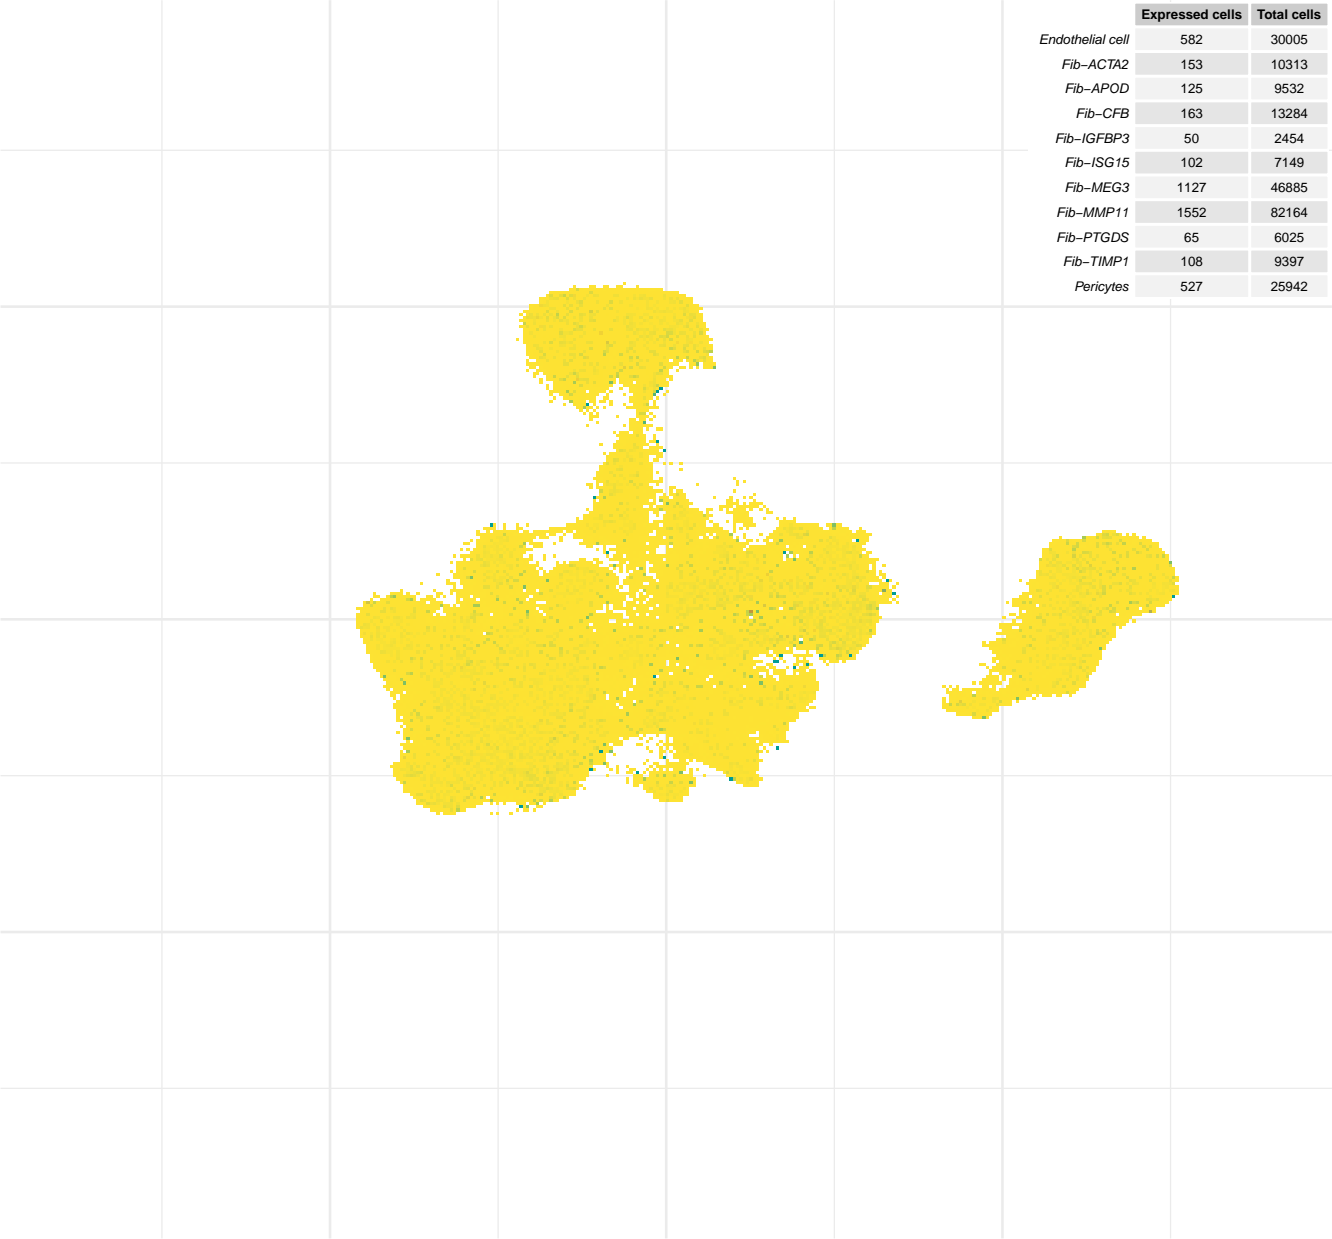 Expressed cells Total cells
Endothelial cell 582 30005
Fib−ACTA2 153 10313
Fib−APOD 125 9532
Fib−CFB 163 13284
Fib−IGFBP3 50 2454
Fib−ISG15 102 7149
Fib−MEG3 1127 46885
Fib−MMP11 1552 82164
Fib−PTGDS 65 6025
Fib−TIMP1 108 9397
Pericytes 527 25942